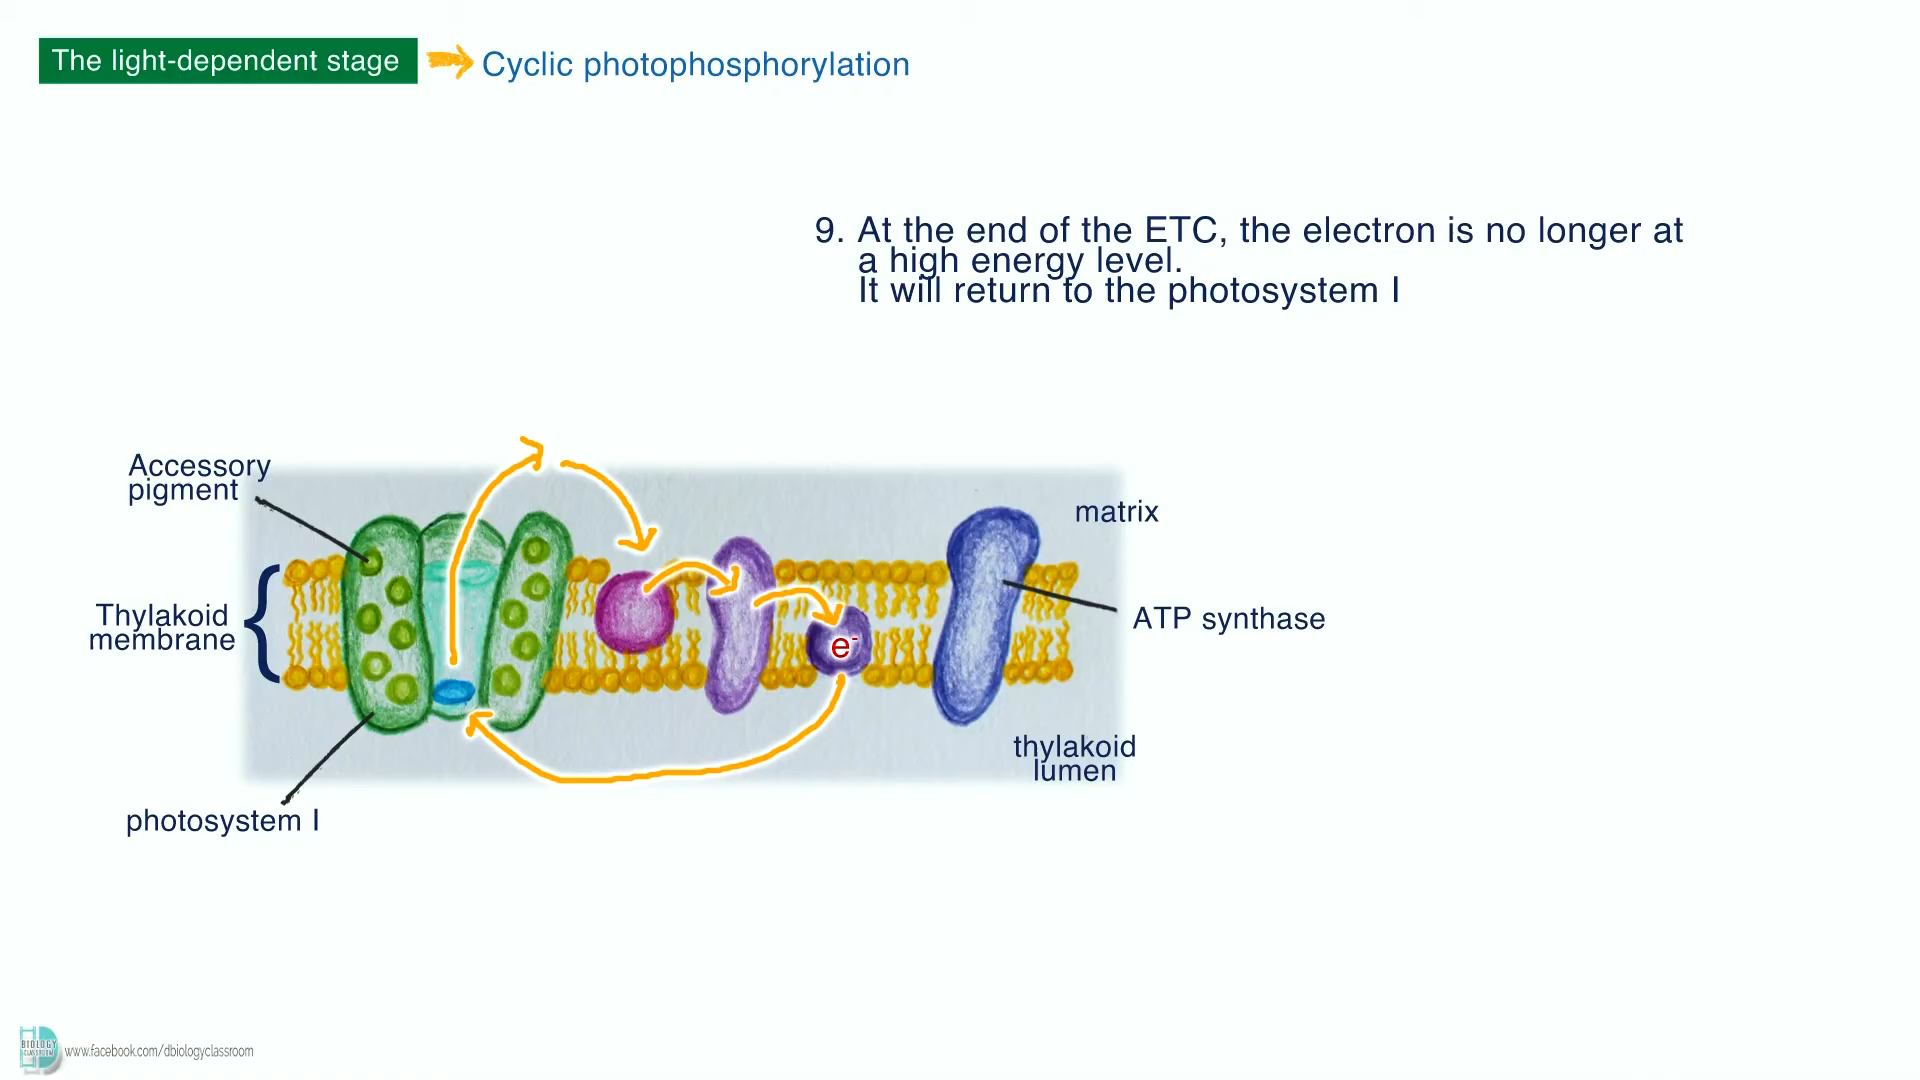 The light-dependent stage
Cyclic photophosphorylation
9. At the end of the ETC, the electron is no longer at
a high energy level.
It will return to the photosystem I
Accessory
pigment
matrix
Thylakoid
membrane
ATP synthase
e-
thylakoid
lumen
photosystem I
BIOLOGY
CLASSROOM
www.facebook.com/dbiologyclassroom